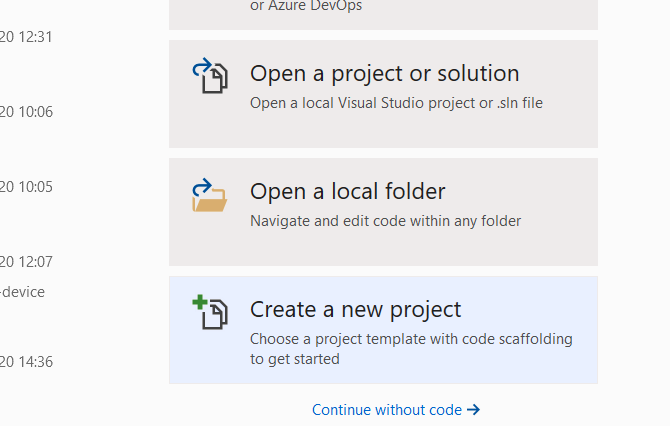 or Azure DevOps
20 12:31
Open a project or solution
Open a local Visual Studio project or .sln file
20 10:06
20 10:05
Open a local folder
Navigate and edit code within any folder
20 12:07
-device
Create a new project
Choose a project template with code scaffolding
to get started
20 14:36
Continue without code →